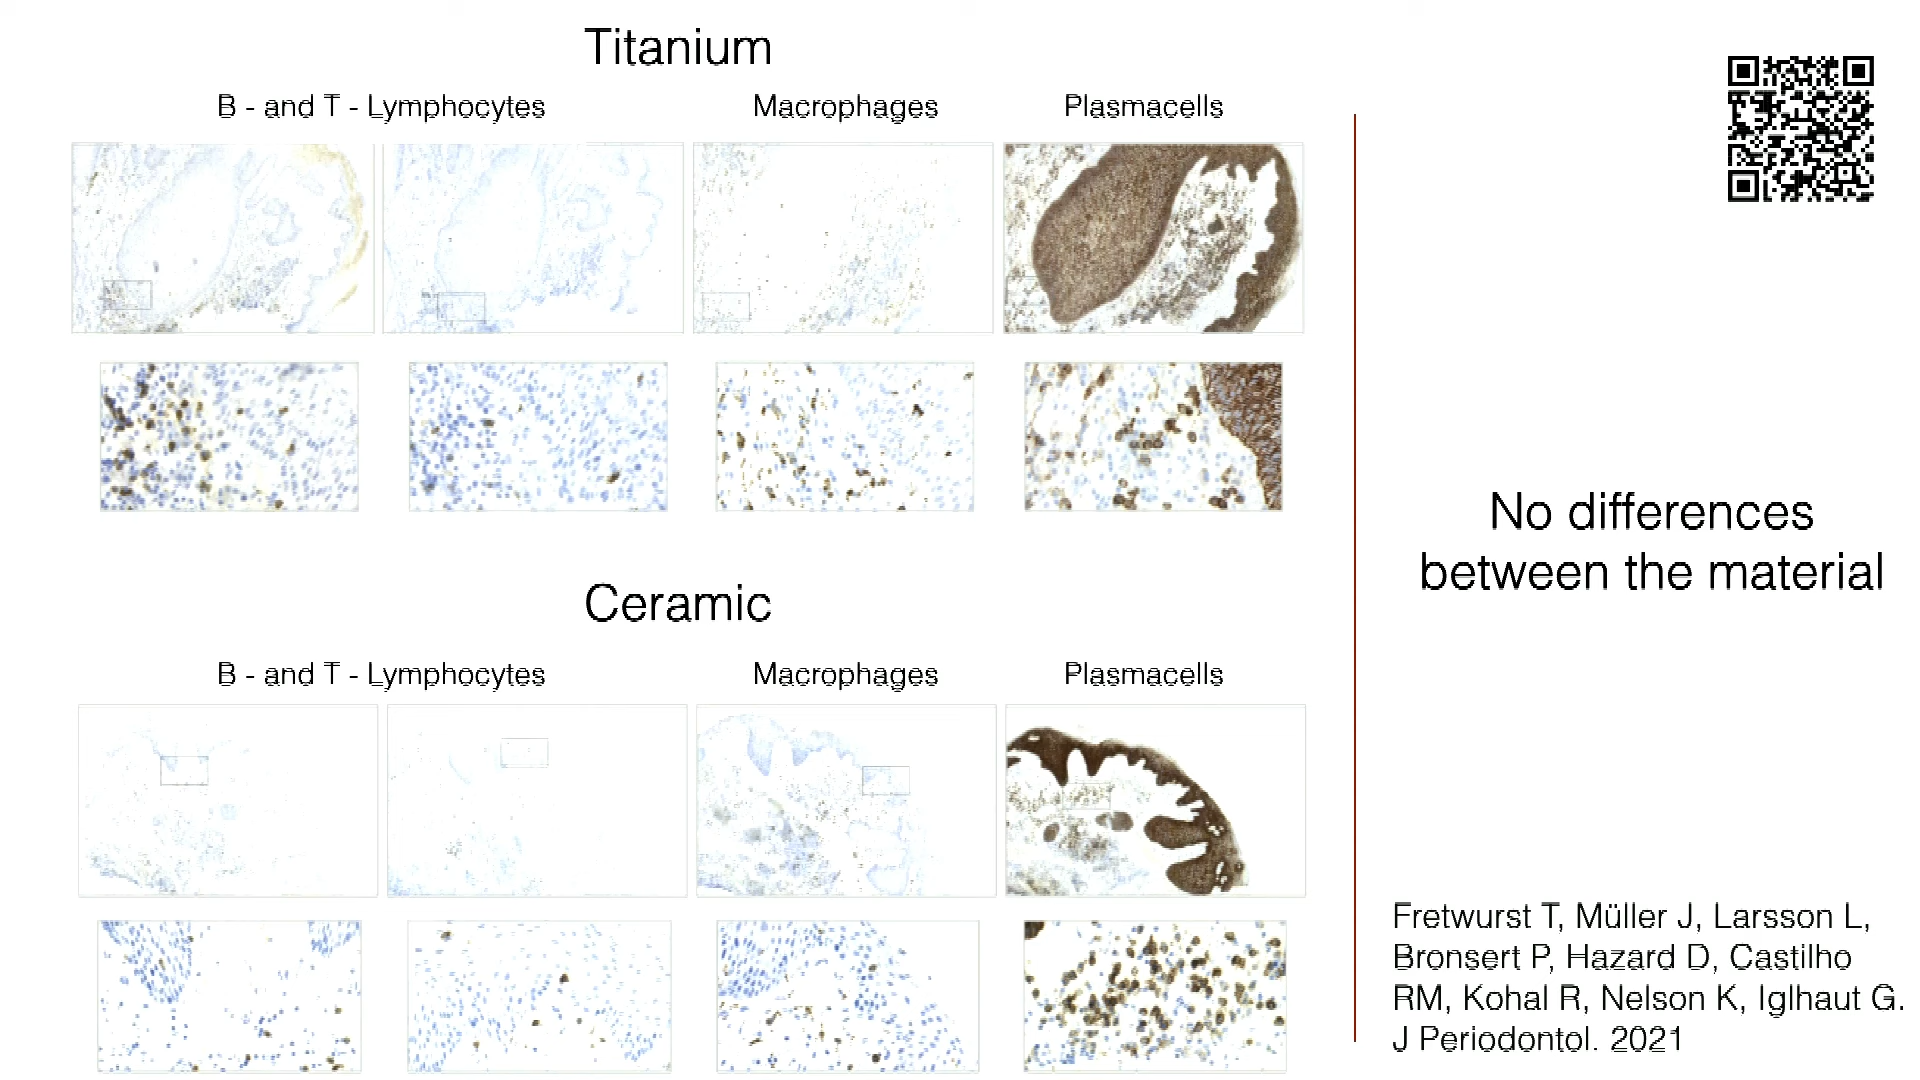 Titanium
B - and T - Lymphocytes
Macrophages
Plasmacells
Ceramic
B - and T - Lymphocytes
Macrophages
Plasmacells
No differences
between the material
Fretwurst T, Müller J, Larsson L,
Bronsert P, Hazard D, Castilho
RM, Kohal R, Nelson K, Iglhaut G.
J Periodontol. 2021